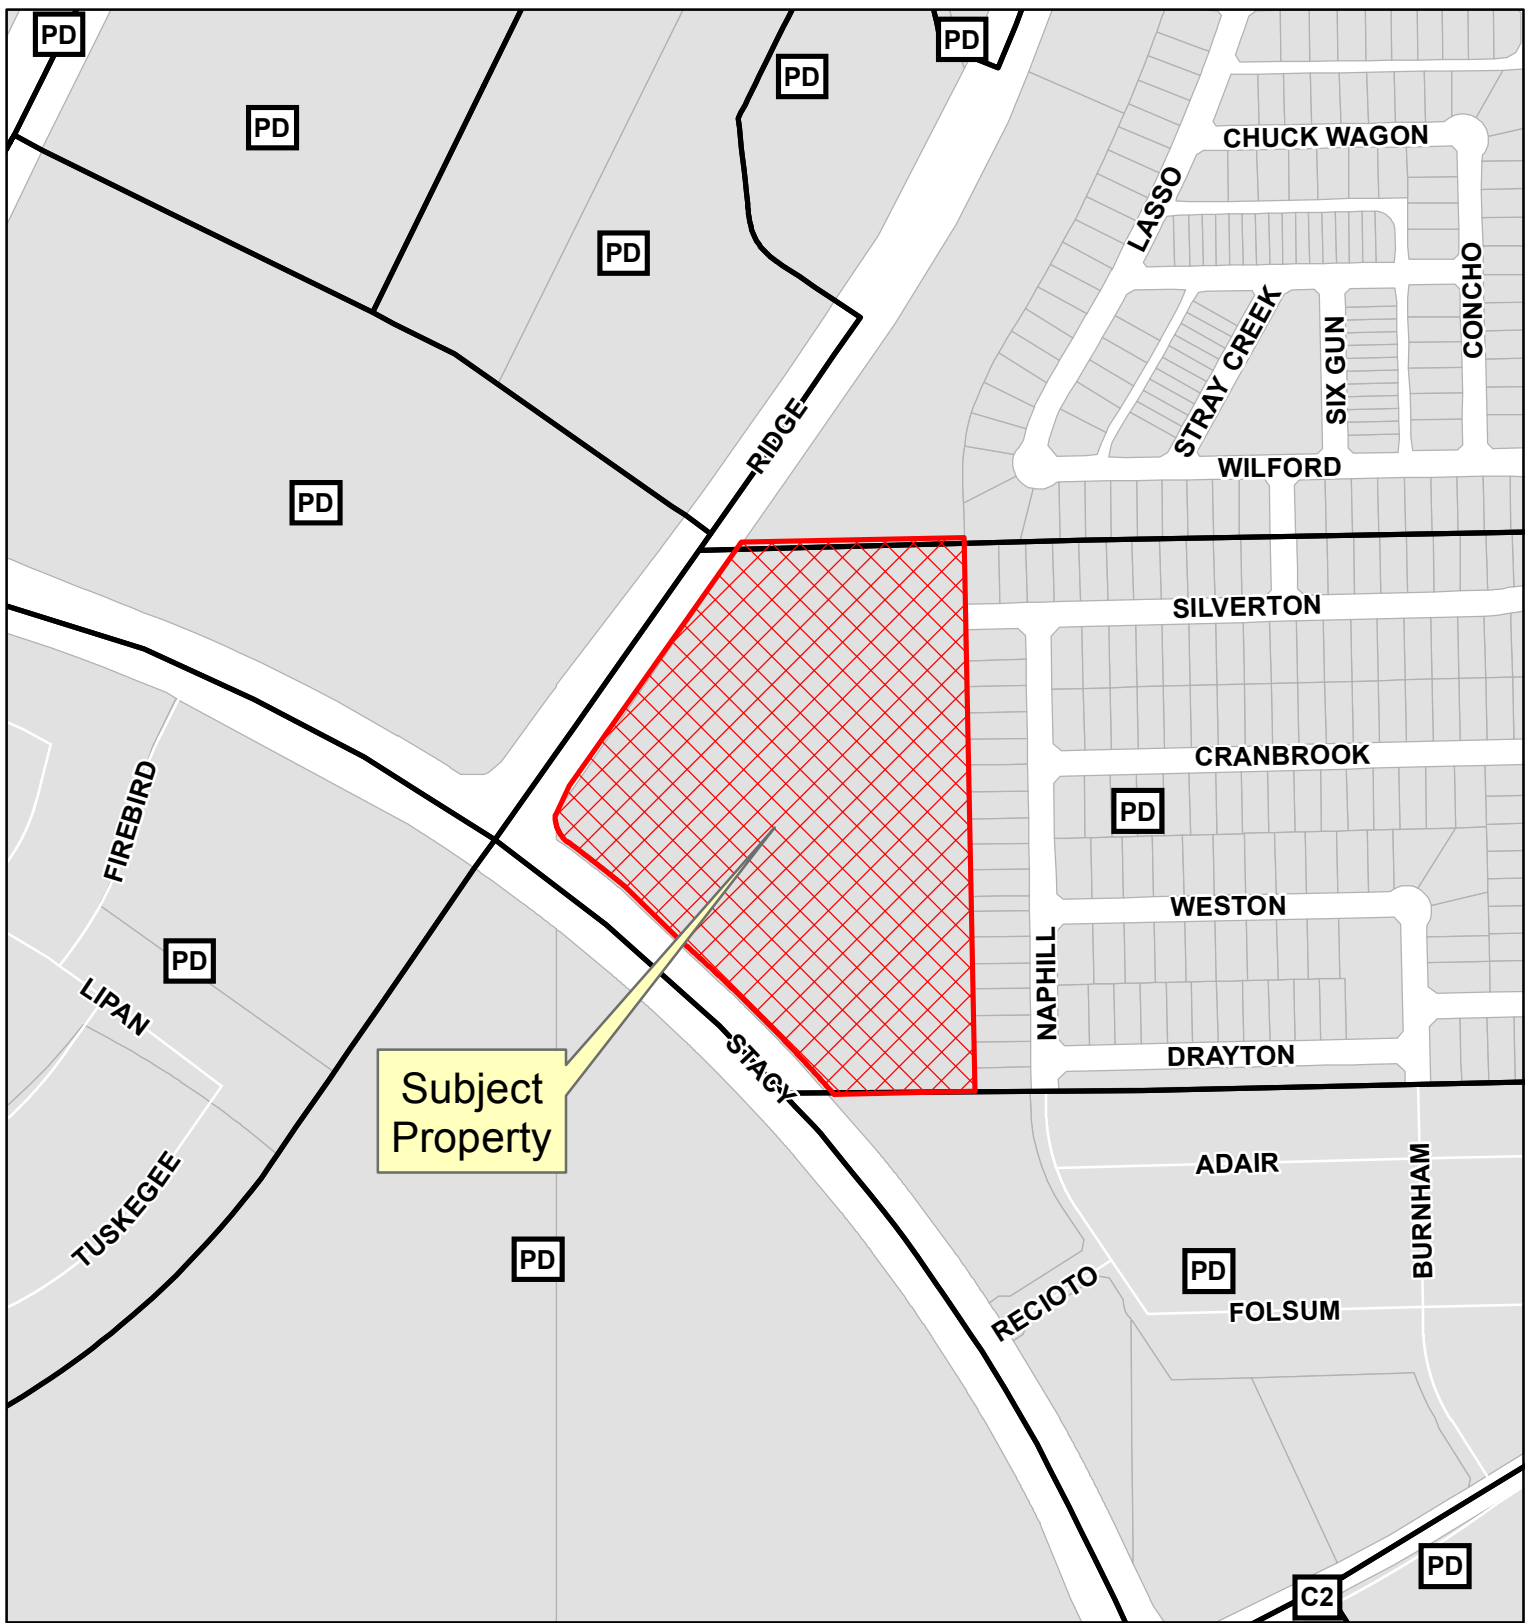 PD
PD
PD
PD
CHUCK WAGON
LASSO
PD
CONCHO
STRAY CREEK
SIX GUN
RIDGE
WILFORD
PD
SILVERTON
CRANBROOK
FIREBIRD
PD
WESTON
PD
NAPHILL
LIPAN
DRAYTON
STACY
Subject
Property
ADAIR
BURNHAM
TUSKEGEE
PD
PD
RECIOTO
FOLSUM
PD
C2